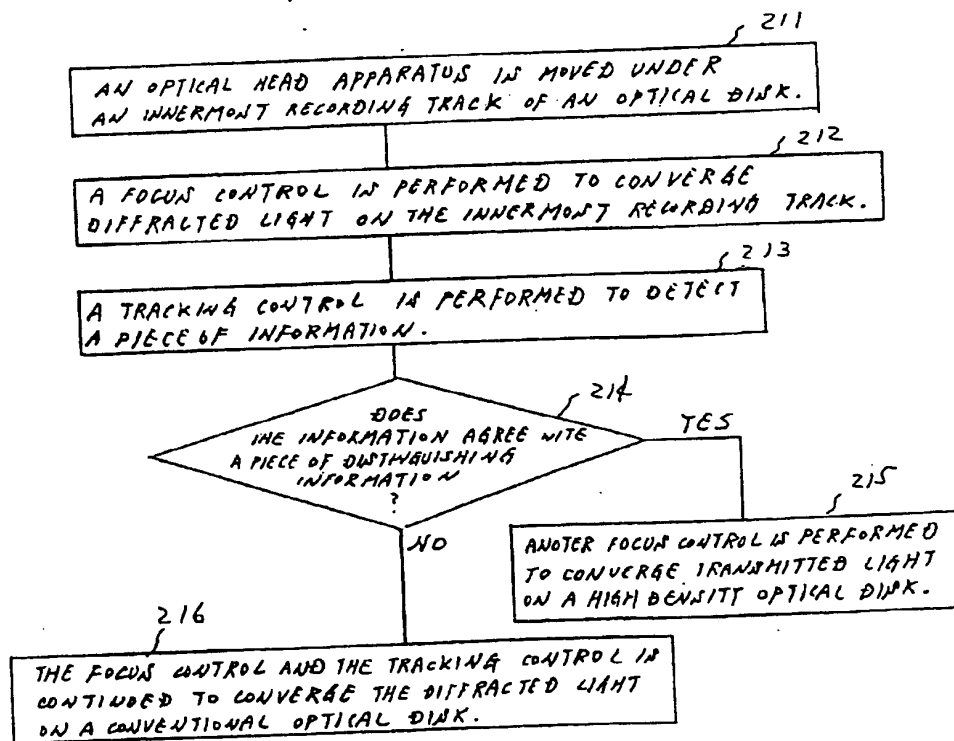 211
AN OPTICAL HEAD APPARATUS IS MOVED UNDER
AN INNERMOST RECORDING TRACK OF AN OPTICAL DISK.
212
A FOCUS CONTROL IS PERFORMED TO CONVERGE
DIFFRACTED LIGHT ON THE INNERMOST RECORDING TRACK.
213
A TRACKING CONTROL IS PERFORMED TO DETECT
A PIECE OF INFORMATION.
214
DOES
THE INFORMATION AGREE WITE
A PIECE OF DISTINGUISHING
INFORMATION
?
YES
NO
215
ANOTER FOCUS CONTROL IS PERFORMED
TO CONVERGE TRANSMITTED LIGHT
ON A HIGH DENSITY OPTICAL DISK.
216
THE FOCUS CONTROL AND THE TRACKING CONTROL IS
CONTINUED TO CONVERGE THE DIFFRACTED LIGHT
ON A CONVENTIONAL OPTICAL DISK.